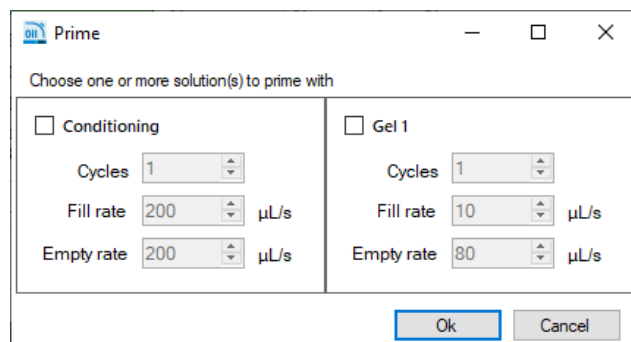 Prime
Choose one or more solution(s) to prime with
Conditioning
Cycles 1
Fill rate 200 µL/s
Empty rate 200 µL/s
Gel 1
Cycles 1
Fill rate 10 µL/s
Empty rate 80 µL/s
Ok Cancel